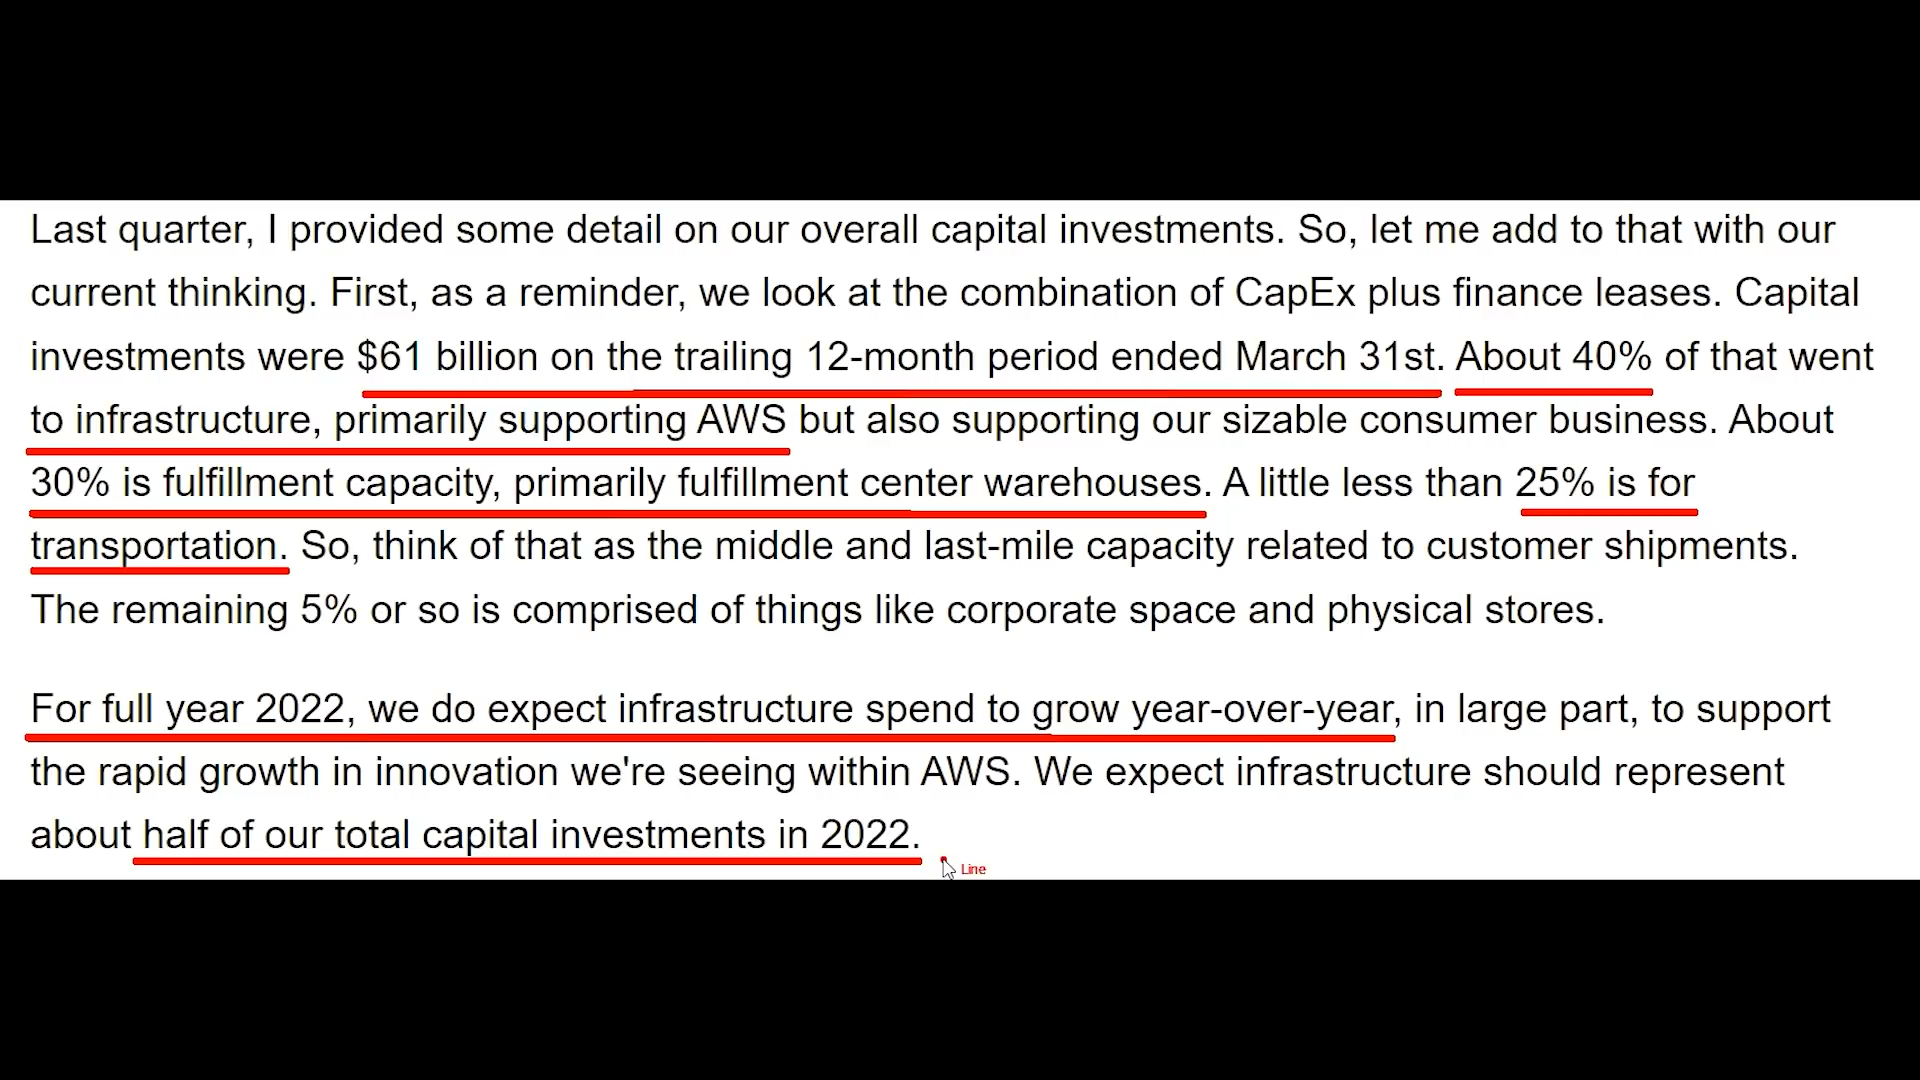 Last quarter, I provided some detail on our overall capital investments. So, let me add to that with our
current thinking. First, as a reminder, we look at the combination of CapEx plus finance leases. Capital
investments were $61 billion on the trailing 12-month period ended March 31st. About 40% of that went
to infrastructure, primarily supporting AWS but also supporting our sizable consumer business. About
30% is fulfillment capacity, primarily fulfillment center warehouses. A little less than 25% is for
transportation. So, think of that as the middle and last-mile capacity related to customer shipments.
The remaining 5% or so is comprised of things like corporate space and physical stores.
For full year 2022, we do expect infrastructure spend to grow year-over-year, in large part, to support
the rapid growth in innovation we're seeing within AWS. We expect infrastructure should represent
about half of our total capital investments in 2022.
Line